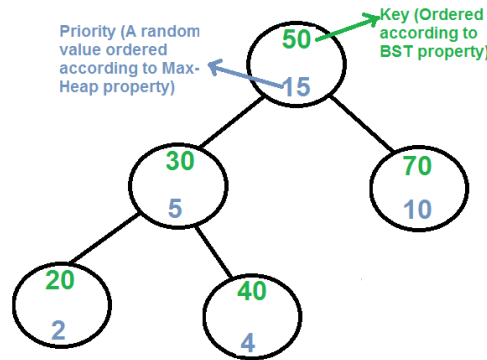 Priority (A random
value ordered
according to Max-
Heap property)
Key (Ordered
according to
BST property)
50
15
30
5
70
10
20
2
40
4